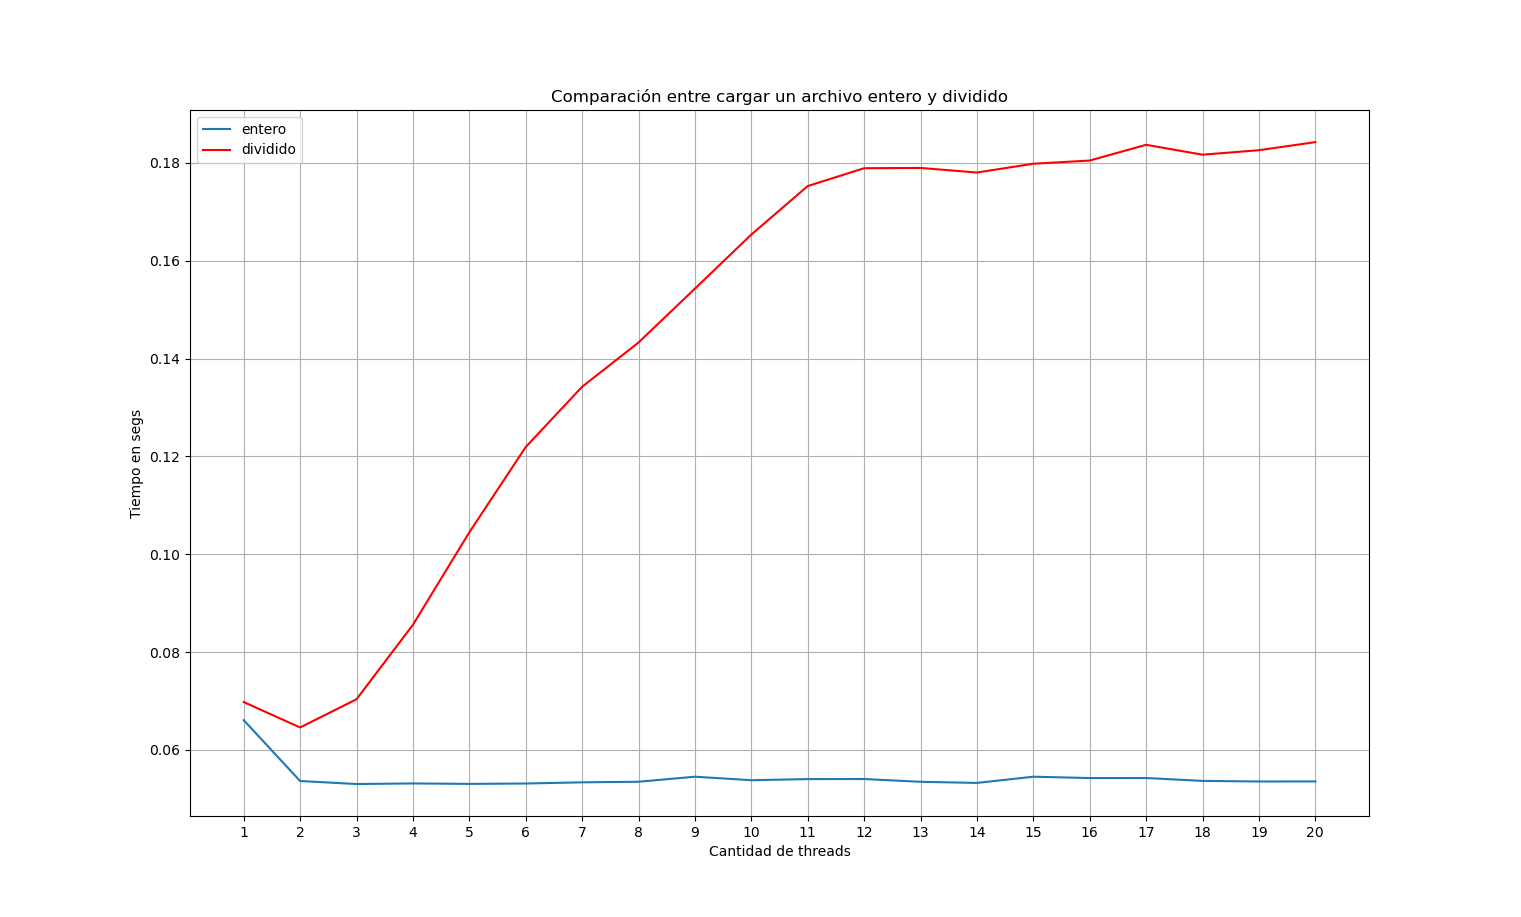 Comparación entre cargar un archivo entero y dividido
entero
dividido
0.18
0.16
0.14
0.12
0.10
0.08
0.06
Tiempo en segs
1 2 3 4 5 6 7 8 9 10 11 12 13 14 15 16 17 18 19 20
Cantidad de threads